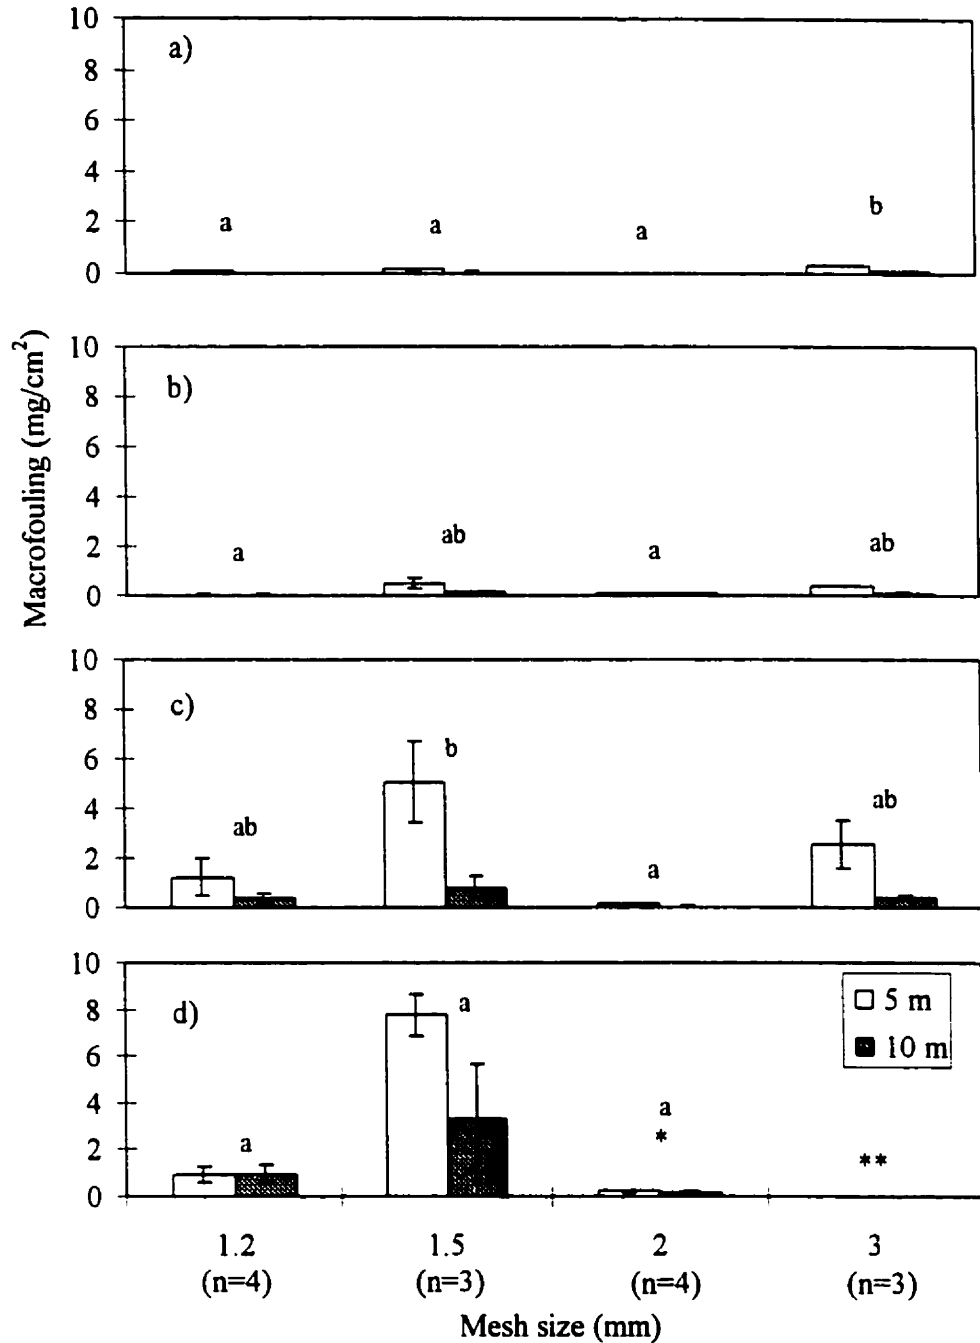 10
a)
8
6
4
2
0
a
a
a
b
10
b)
8
6
4
2
0
a
ab
a
ab
Macrofouling (mg/cm²)
10
c)
8
6
4
2
0
ab
b
a
ab
10
d)
8
6
4
2
0
a
a
a
*
**
5 m
10 m
1.2 1.5 2 3
(n=4) (n=3) (n=4) (n=3)
Mesh size (mm)